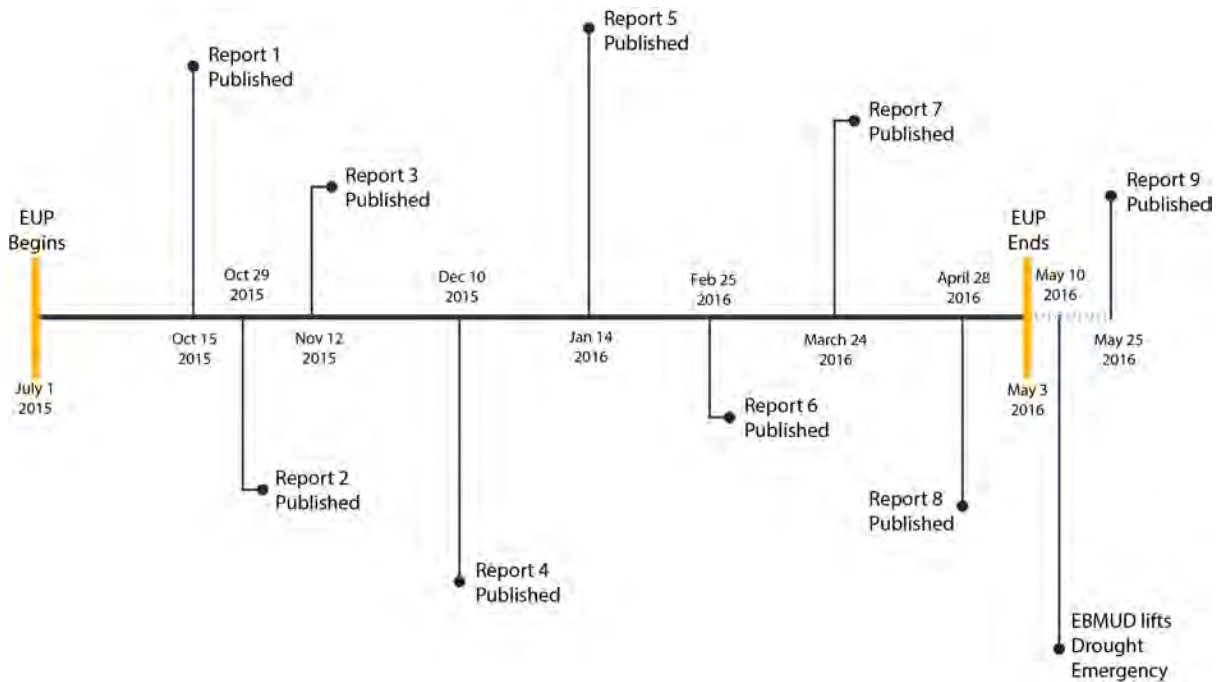 Report 1
Published
Report 5
Published
Report 7
Published
Report 3
Published
Report 9
Published
EUP
Begins
EUP
Ends
Oct 29
2015
Dec 10
2015
Feb 25
2016
April 28
2016
May 10
2016
Oct 15
2015
Nov 12
2015
Jan 14
2016
March 24
2016
May 25
2016
July 1
2015
May 3
2016
Report 6
Published
Report 2
Published
Report 8
Published
Report 4
Published
EBMUD lifts
Drought
Emergency